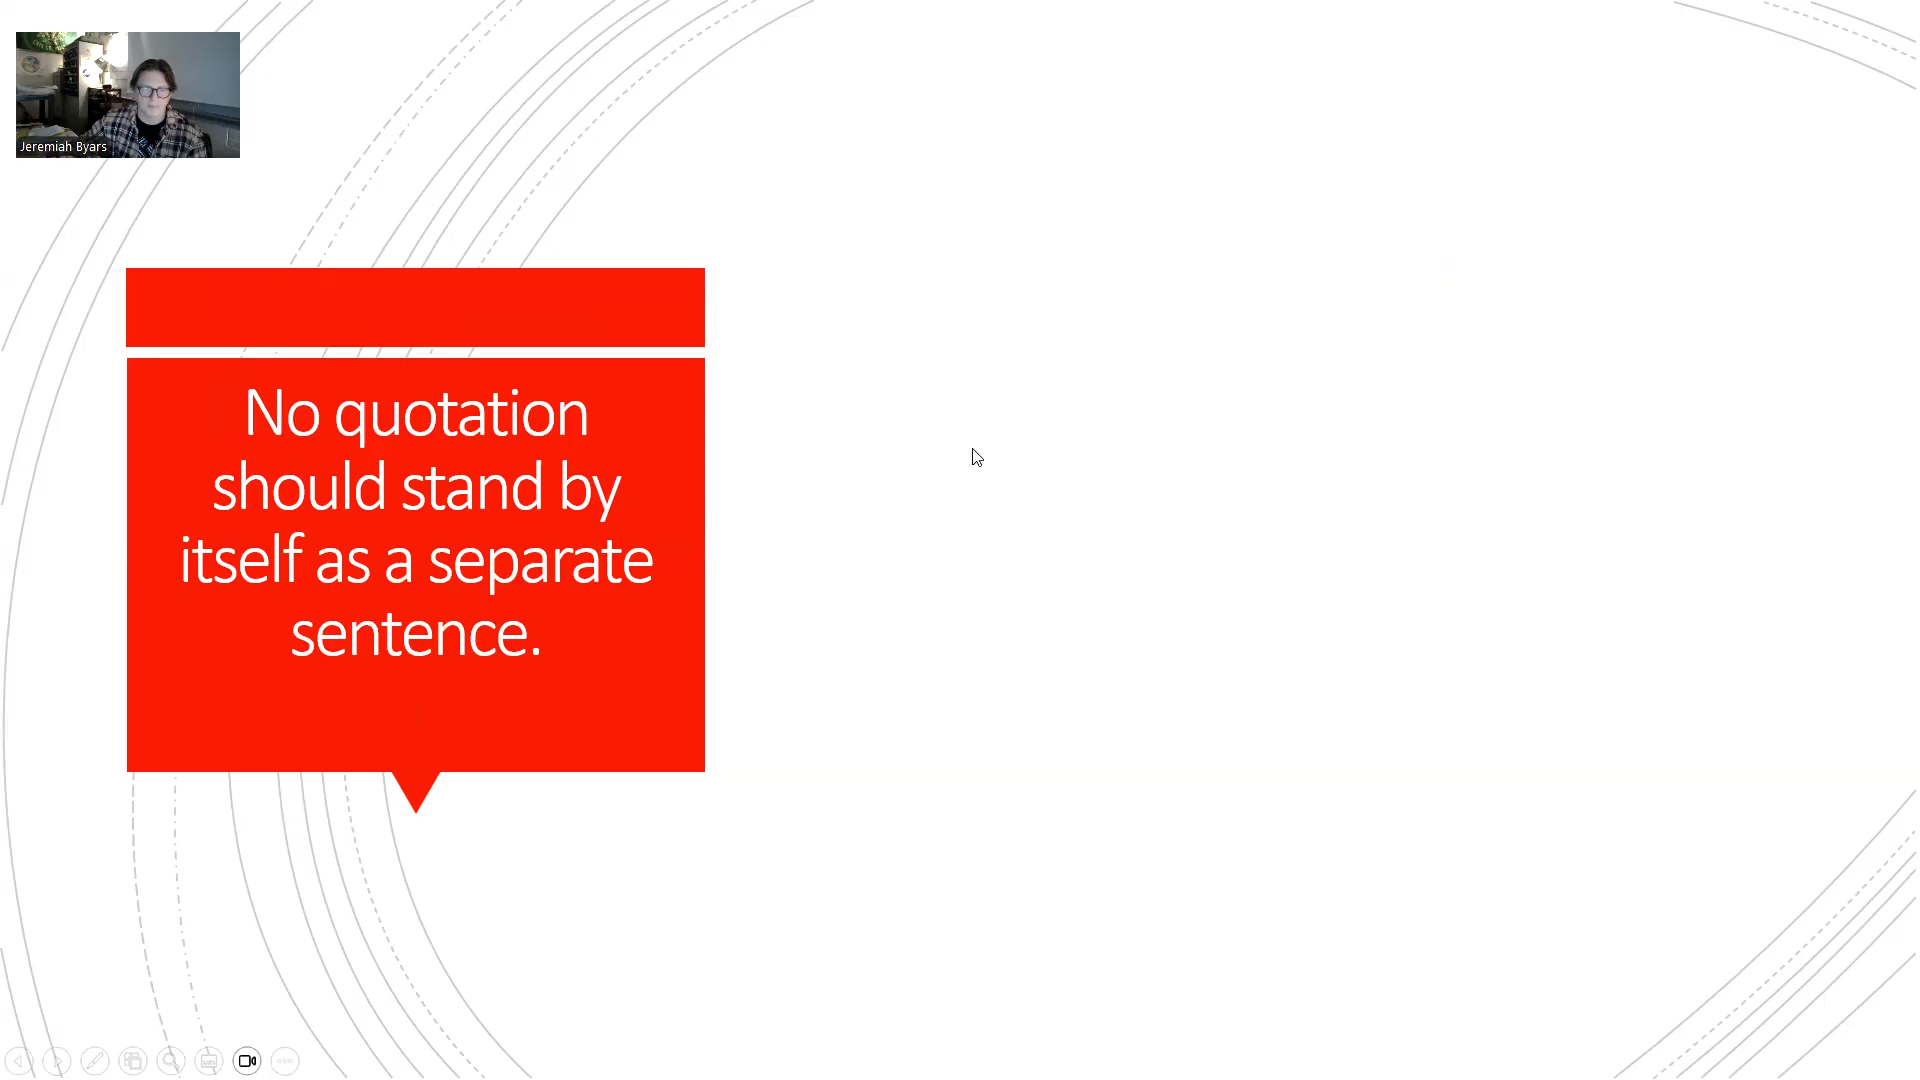 Jeremiah Byars
No quotation
should stand by
itself as a separate
sentence.